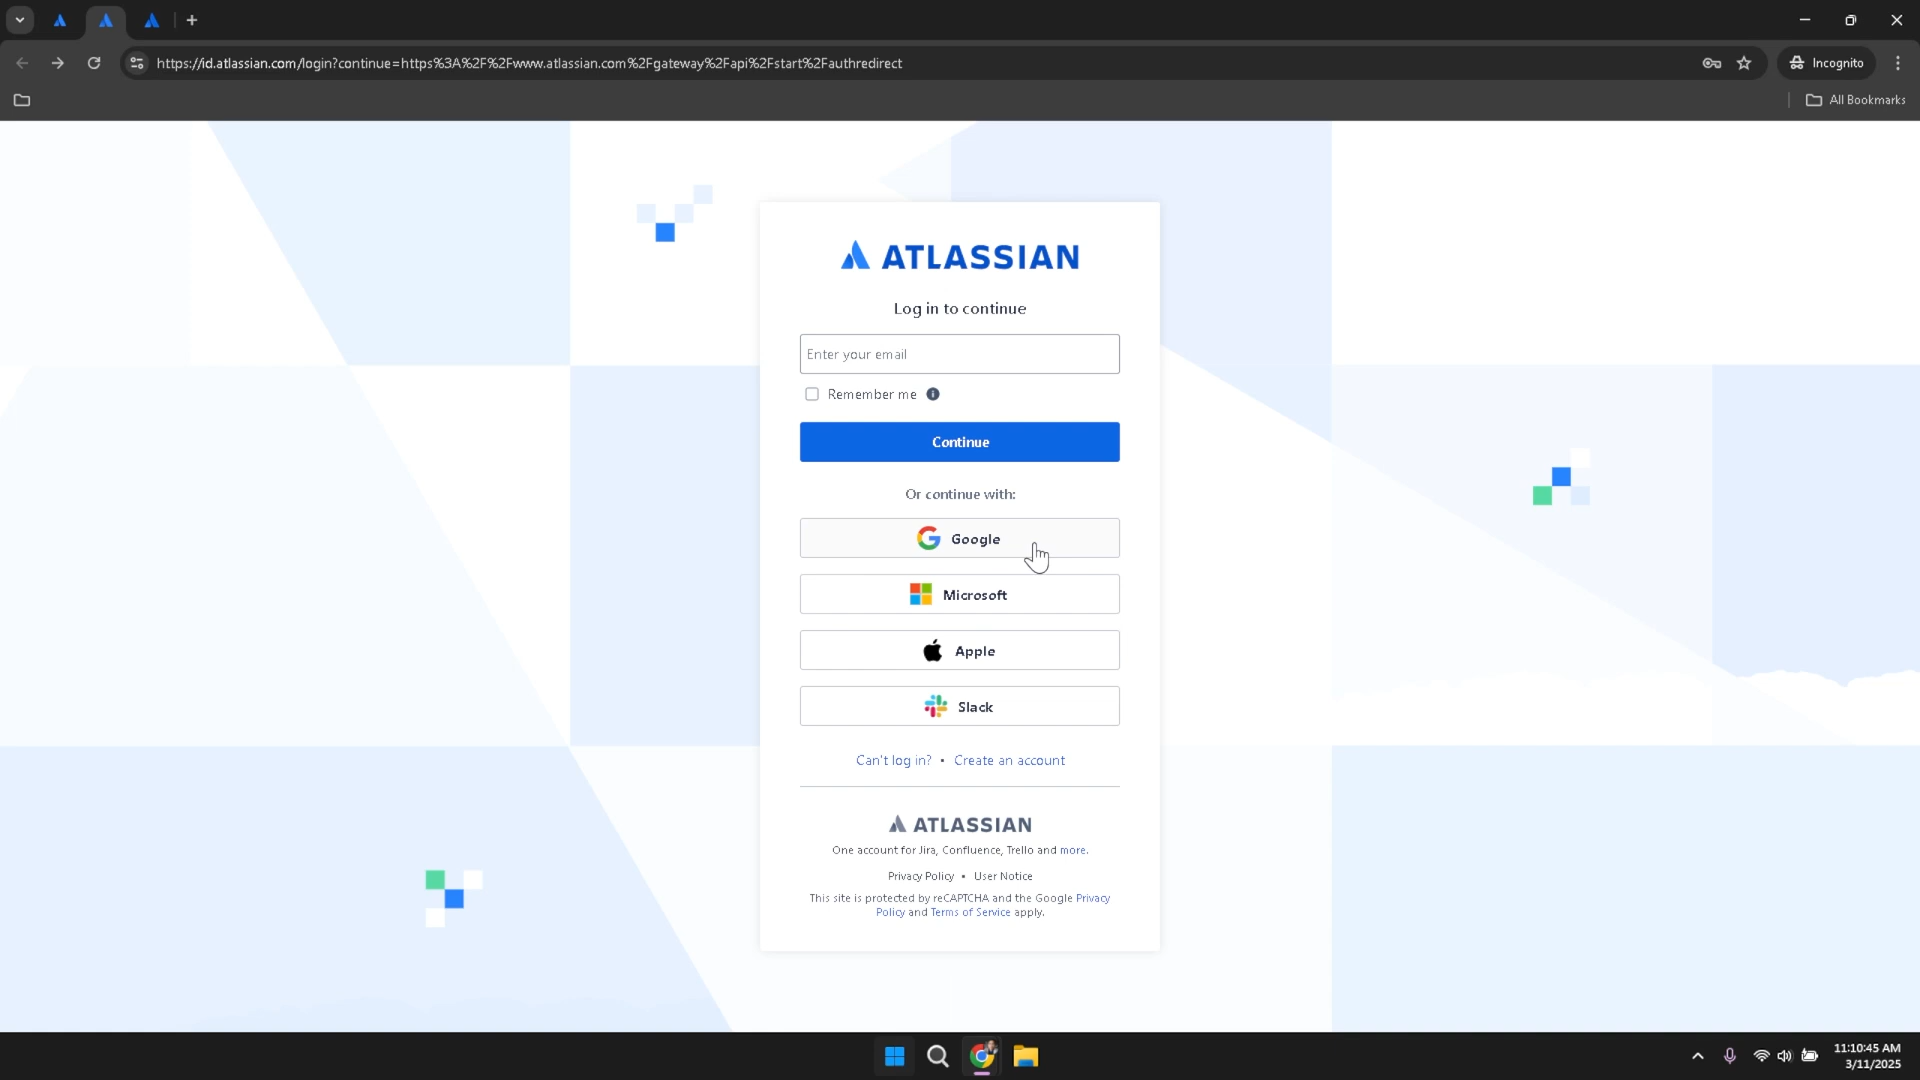 https://id.atlassian.com/login?continue=https%3A%2F%2Fwww.atlassian.com%2Fgateway%2Fapi%2Fstart%2Fauthredirect
Incognito
All Bookmarks
ATLASSIAN
Log in to continue
Enter your email
Remember me
Continue
Or continue with:
Google
Microsoft
Apple
Slack
Can't log in? • Create an account
ATLASSIAN
One account for Jira, Confluence, Trello and more.
Privacy Policy • User Notice
This site is protected by reCAPTCHA and the Google Privacy
Policy and Terms of Service apply.
11:10:45 AM
3/11/2025